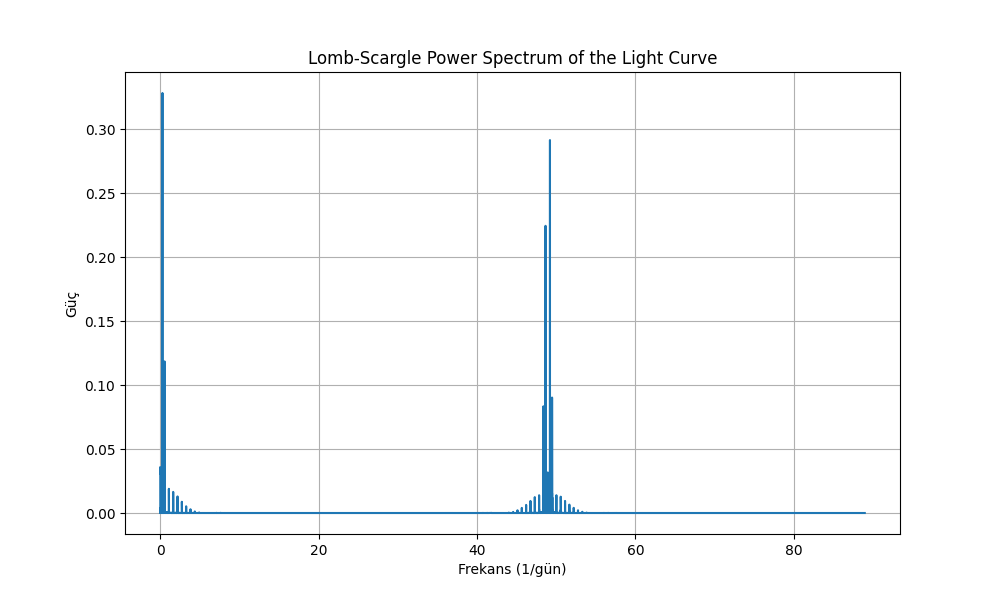 Lomb-Scargle Power Spectrum of the Light Curve
0.30
0.25
0.20
0.15
0.10
0.05
0.00
Güç
0 20 40 60 80
Frekans (1/gün)